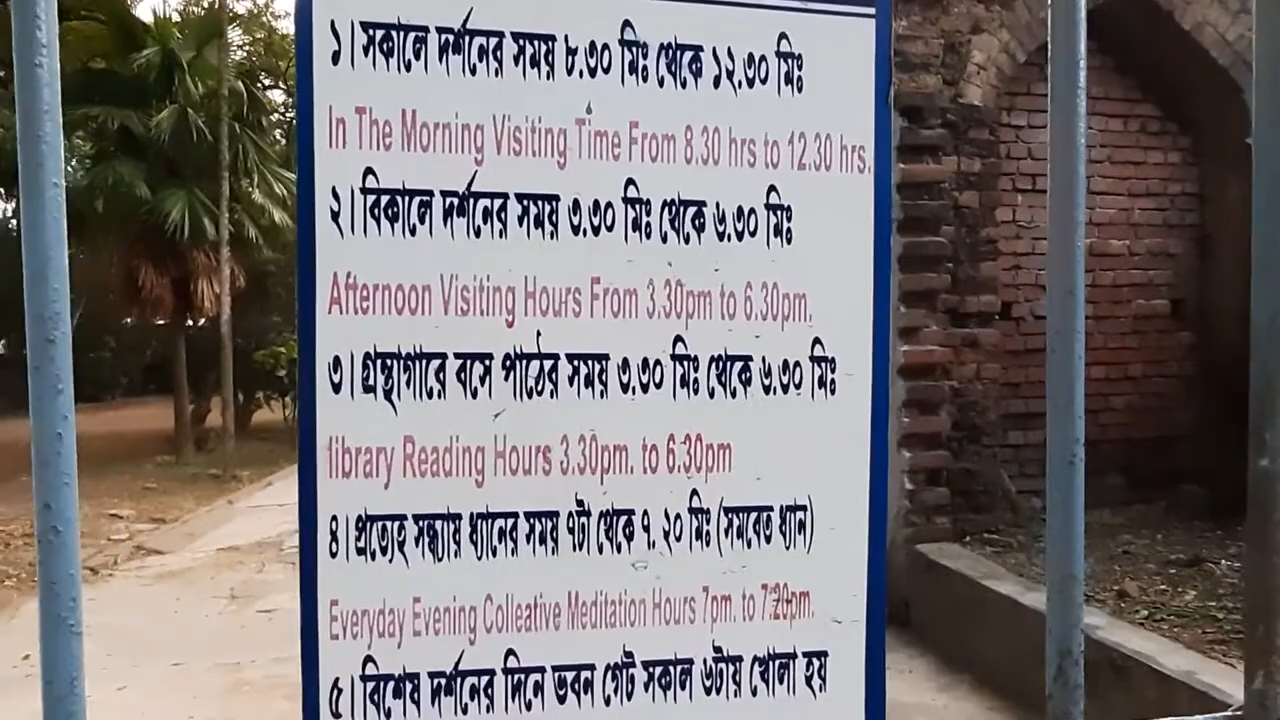 ১। সকালে দর্শনের সময় ৮.৩০ মিঃ থেকে ১২.৩০ মিঃ
In The Morning Visiting Time From 8.30 hrs to 12.30 hrs.
২। বিকালে দর্শনের সময় ৩.৩০ মিঃ থেকে ৬.৩০ মিঃ
Afternoon Visiting Hours From 3.30pm to 6.30pm.
৩। গ্রন্থাগারে বসে পাঠের সময় ৩.৩০ মিঃ থেকে ৬.৩০ মিঃ
library Reading Hours 3.30pm. to 6.30pm
৪। প্রত্যেহ সন্ধ্যায় ধ্যানের সময় ৭টা থেকে ৭. ২০ মিঃ (সমবেত ধ্যান)
Everyday Evening Colleative Meditation Hours 7pm. to 7:20pm.
৫। বিশেষ দর্শনের দিনে ভবন গেট সকাল ৬টায় খোলা হয়